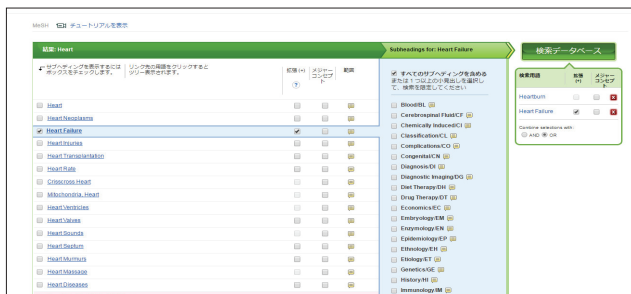 MeSH チュートリアルを表示
結果: Heart
Subheadings for: Heart Failure
検索データベース
サブヘディングを表示するには
ボックスをチェックします。
リンク先の用語をクリックすると
ツリー表示されます。
拡張 (+)
メジャー
コンセプ
ト
範囲
?
Heart
Heart Neoplasms
Heart Failure
Heart Injuries
Heart Transplantation
Heart Rate
Crisscross Heart
Mitochondria, Heart
Heart Ventricles
Heart Valves
Heart Sounds
Heart Septum
Heart Murmurs
Heart Massage
Heart Diseases
すべてのサブヘディングを含める
または 1 つ以上の小見出しを選択し
て、検索を限定してください
Blood/BL
Cerebrospinal Fluid/CF
Chemically Induced/CI
Classification/CL
Complications/CO
Congenital/CN
Diagnosis/DI
Diagnostic Imaging/DG
Diet Therapy/DH
Drug Therapy/DT
Economics/EC
Embryology/EM
Enzymology/EN
Epidemiology/EP
Ethnology/EH
Etiology/ET
Genetics/GE
History/HI
Immunology/IM
検索用語
拡張
(+)
メジャー
コンセプ
ト
Heartburn
Heart Failure
Combine selections with:
AND OR